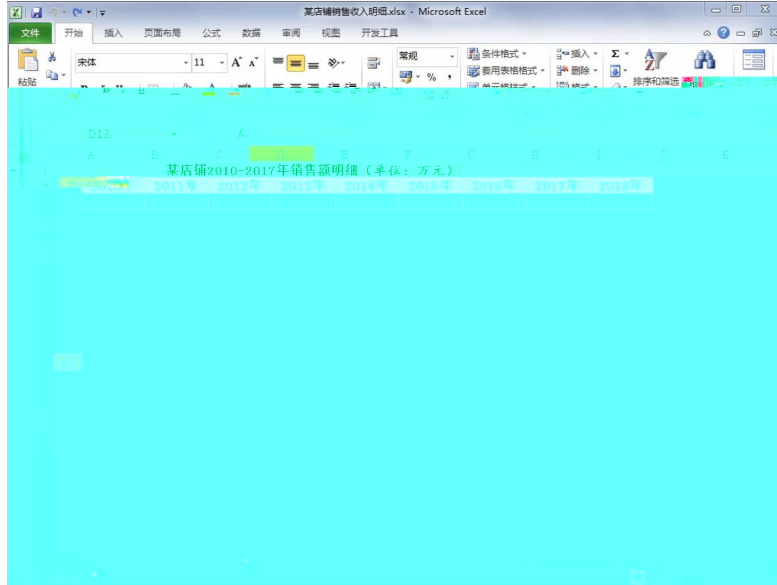 某店铺销售收入明细.xlsx - Microsoft Excel
文件 开始 插入 页面布局 公式 数据 审阅 视图 开发工具
宋体 11 常规 条件格式 插入 Σ
% 套用表格格式 删除
粘贴 排序和筛选
D13
A B C D E G H I J K
某店铺2010-2017年销售额明细（单位：万元）
2011年 2012年 2013年 2014年 2015年 2016年 2017年 2018年